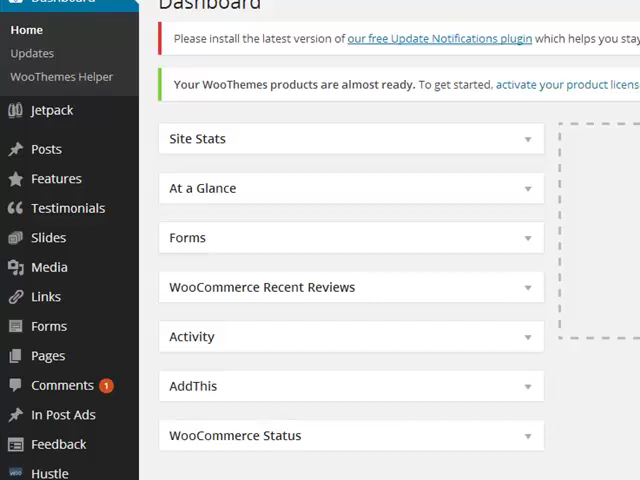 Dashboard
Dashboard
Home
Updates
WooThemes Helper
Jetpack
Posts
Features
Testimonials
Slides
Media
Links
Forms
Pages
Comments 1
In Post Ads
Feedback
Hustle
Please install the latest version of our free Update Notifications plugin which helps you stay
Your WooThemes products are almost ready. To get started, activate your product licens
Site Stats
At a Glance
Forms
WooCommerce Recent Reviews
Activity
AddThis
WooCommerce Status